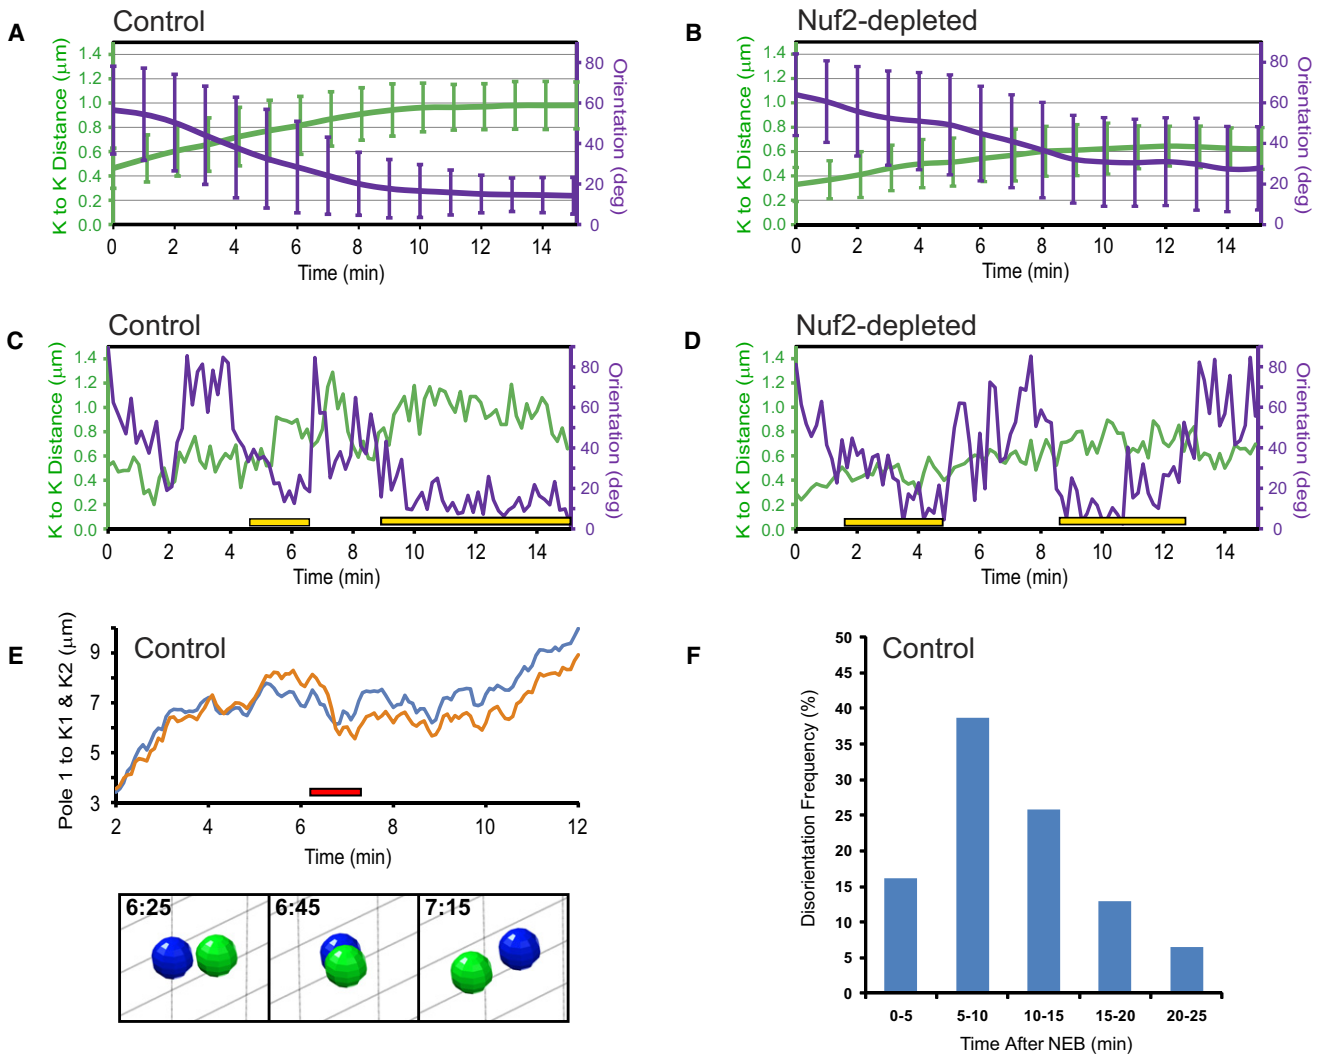 A
Control
K to K Distance (μm)
1.4
1.2
1.0
0.8
0.6
0.4
0.2
0.0
80
60
40
20
0
Orientation (deg)
0 2 4 6 8 10 12 14
Time (min)
B
Nuf2-depleted
K to K Distance (μm)
1.4
1.2
1.0
0.8
0.6
0.4
0.2
0.0
80
60
40
20
0
Orientation (deg)
0 2 4 6 8 10 12 14
Time (min)
C
Control
K to K Distance (μm)
1.4
1.2
1.0
0.8
0.6
0.4
0.2
0.0
80
60
40
20
0
Orientation (deg)
0 2 4 6 8 10 12 14
Time (min)
D
Nuf2-depleted
K to K Distance (μm)
1.4
1.2
1.0
0.8
0.6
0.4
0.2
0.0
80
60
40
20
0
Orientation (deg)
0 2 4 6 8 10 12 14
Time (min)
E
Control
Pole 1 to K1 & K2 (μm)
9
7
5
3
2 4 6 8 10 12
Time (min)
6:25 6:45 7:15
F
Control
Disorientation Frequency (%)
50
45
40
35
30
25
20
15
10
5
0
0-5 5-10 10-15 15-20 20-25
Time After NEB (min)